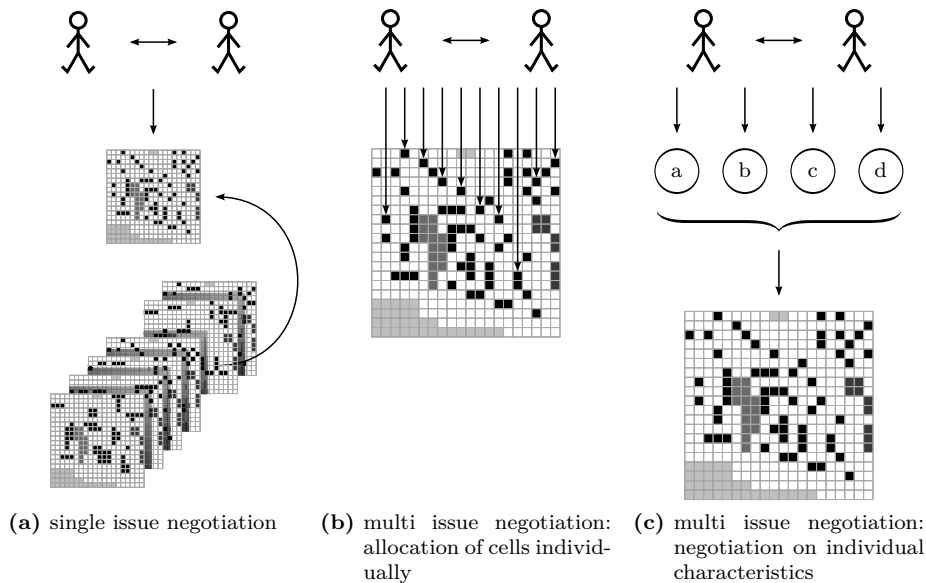 a
b
c
d
(a) single issue negotiation
(b) multi issue negotiation:
allocation of cells individ-
ually
(c) multi issue negotiation:
negotiation on individual
characteristics